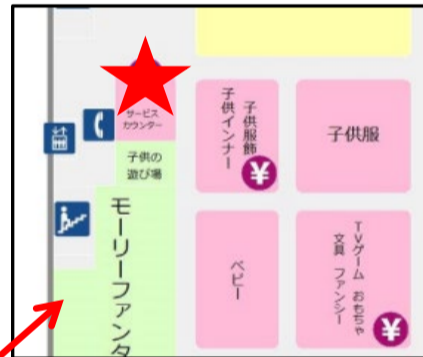 サービス
カウンター
子供の
遊び場
モーリーファンタ
子供服飾
子供インナー
¥
子供服
ベビー
TVゲーム おもちゃ
文具 ファンシー
¥